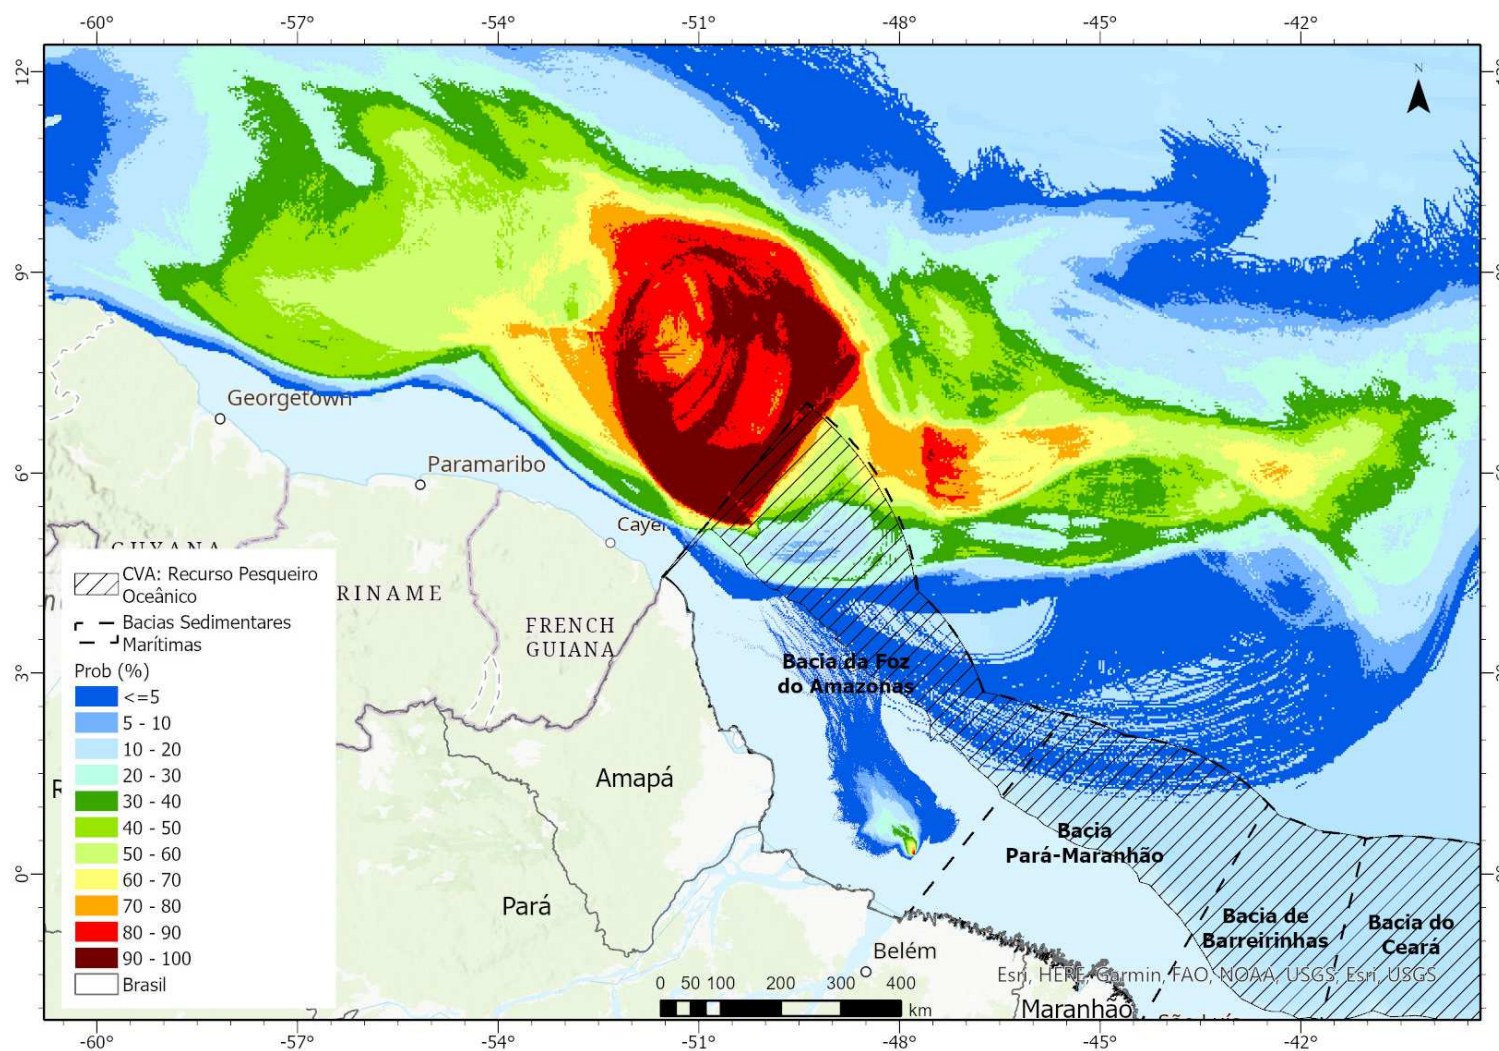 -60° -57° -54° -51° -48° -45° -42°
12°
N
9°
Georgetown
6°
Paramaribo
GUYANA
FRENCH
GUIANA
3°
Bacia da Foz
do Amazonas
Amapá
Bacia
Pará-Maranhão
0°
Pará
Bacia de
Barreirinhas
Bacia do
Ceará
Belém
Esri, HERE, Garmin, FAO, NOAA, USGS, Esri, USGS
Maranhão
CVA: Recurso Pesqueiro
Oceânico
Bacias Sedimentares
Marítimas
Prob (%)
<=5
5 - 10
10 - 20
20 - 30
30 - 40
40 - 50
50 - 60
60 - 70
70 - 80
80 - 90
90 - 100
Brasil
0 50 100 200 300 400
km
-60° -57° -54° -51° -48° -45° -42°